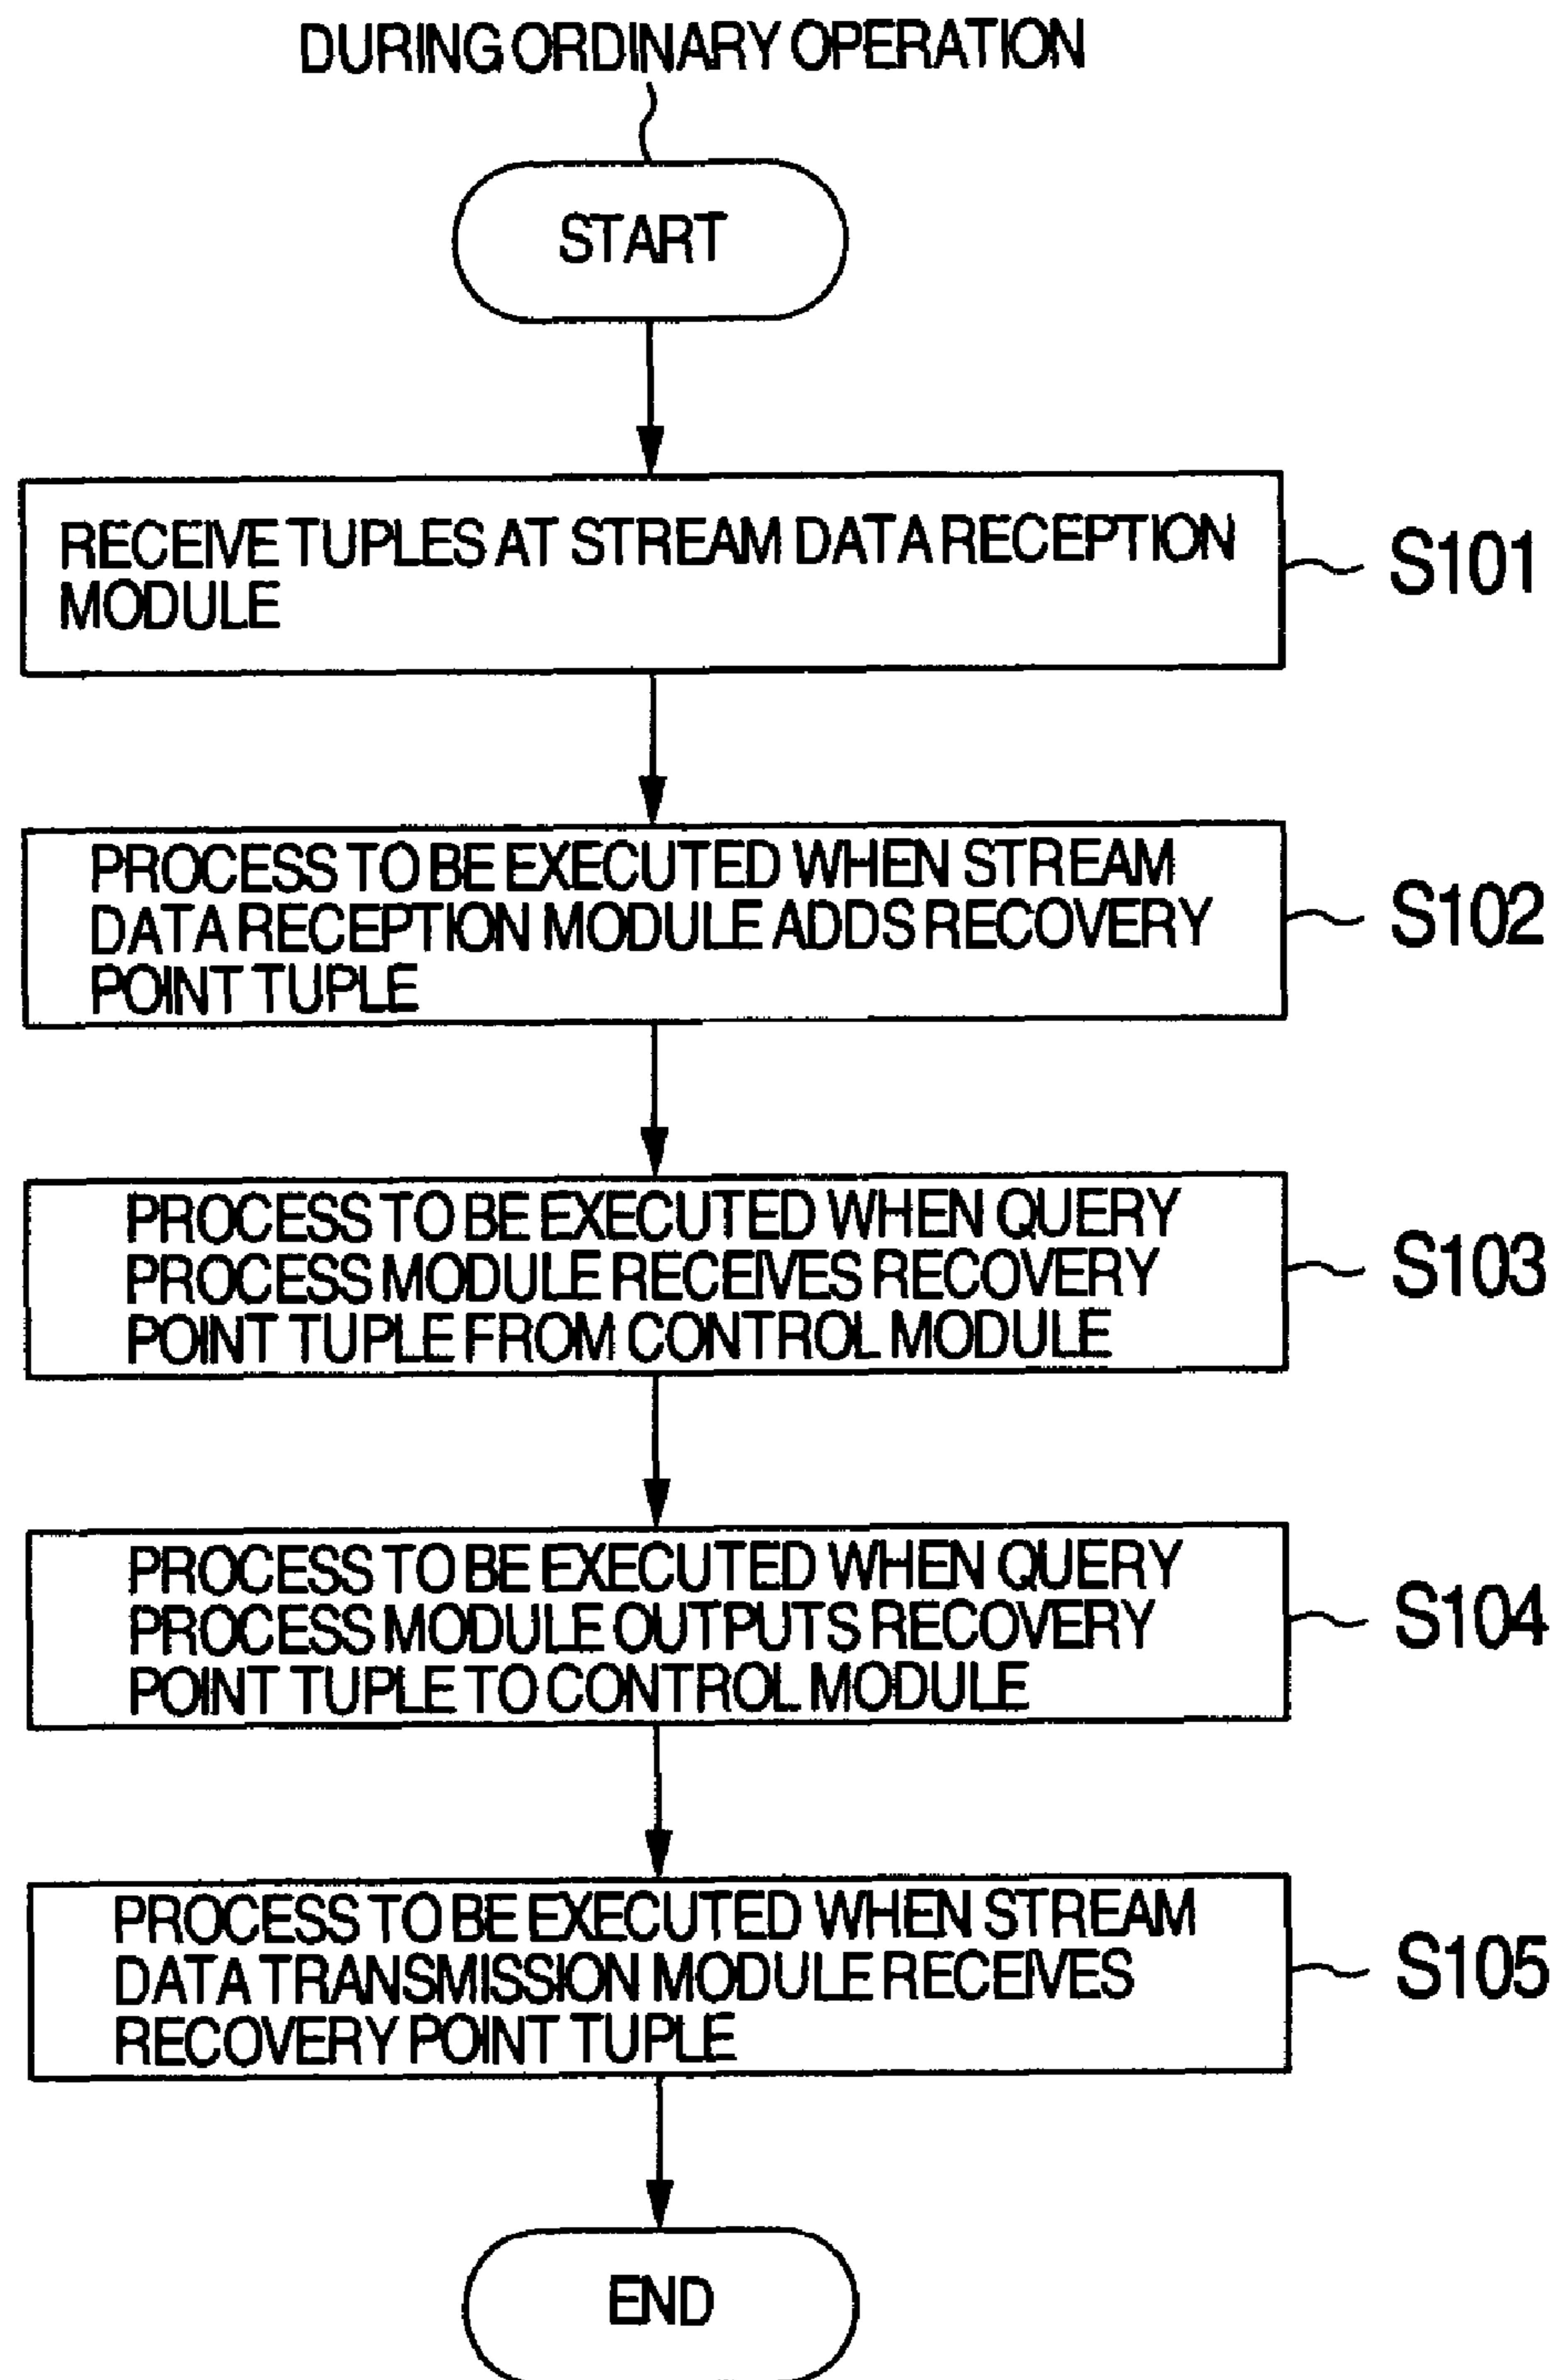 DURING ORDINARY OPERATION
START
RECEIVE TUPLES AT STREAM DATA RECEPTION
MODULE
S101
PROCESS TO BE EXECUTED WHEN STREAM
DATA RECEPTION MODULE ADDS RECOVERY
POINT TUPLE
S102
PROCESS TO BE EXECUTED WHEN QUERY
PROCESS MODULE RECEIVES RECOVERY
POINT TUPLE FROM CONTROL MODULE
S103
PROCESS TO BE EXECUTED WHEN QUERY
PROCESS MODULE OUTPUTS RECOVERY
POINT TUPLE TO CONTROL MODULE
S104
PROCESS TO BE EXECUTED WHEN STREAM
DATA TRANSMISSION MODULE RECEIVES
RECOVERY POINT TUPLE
S105
END